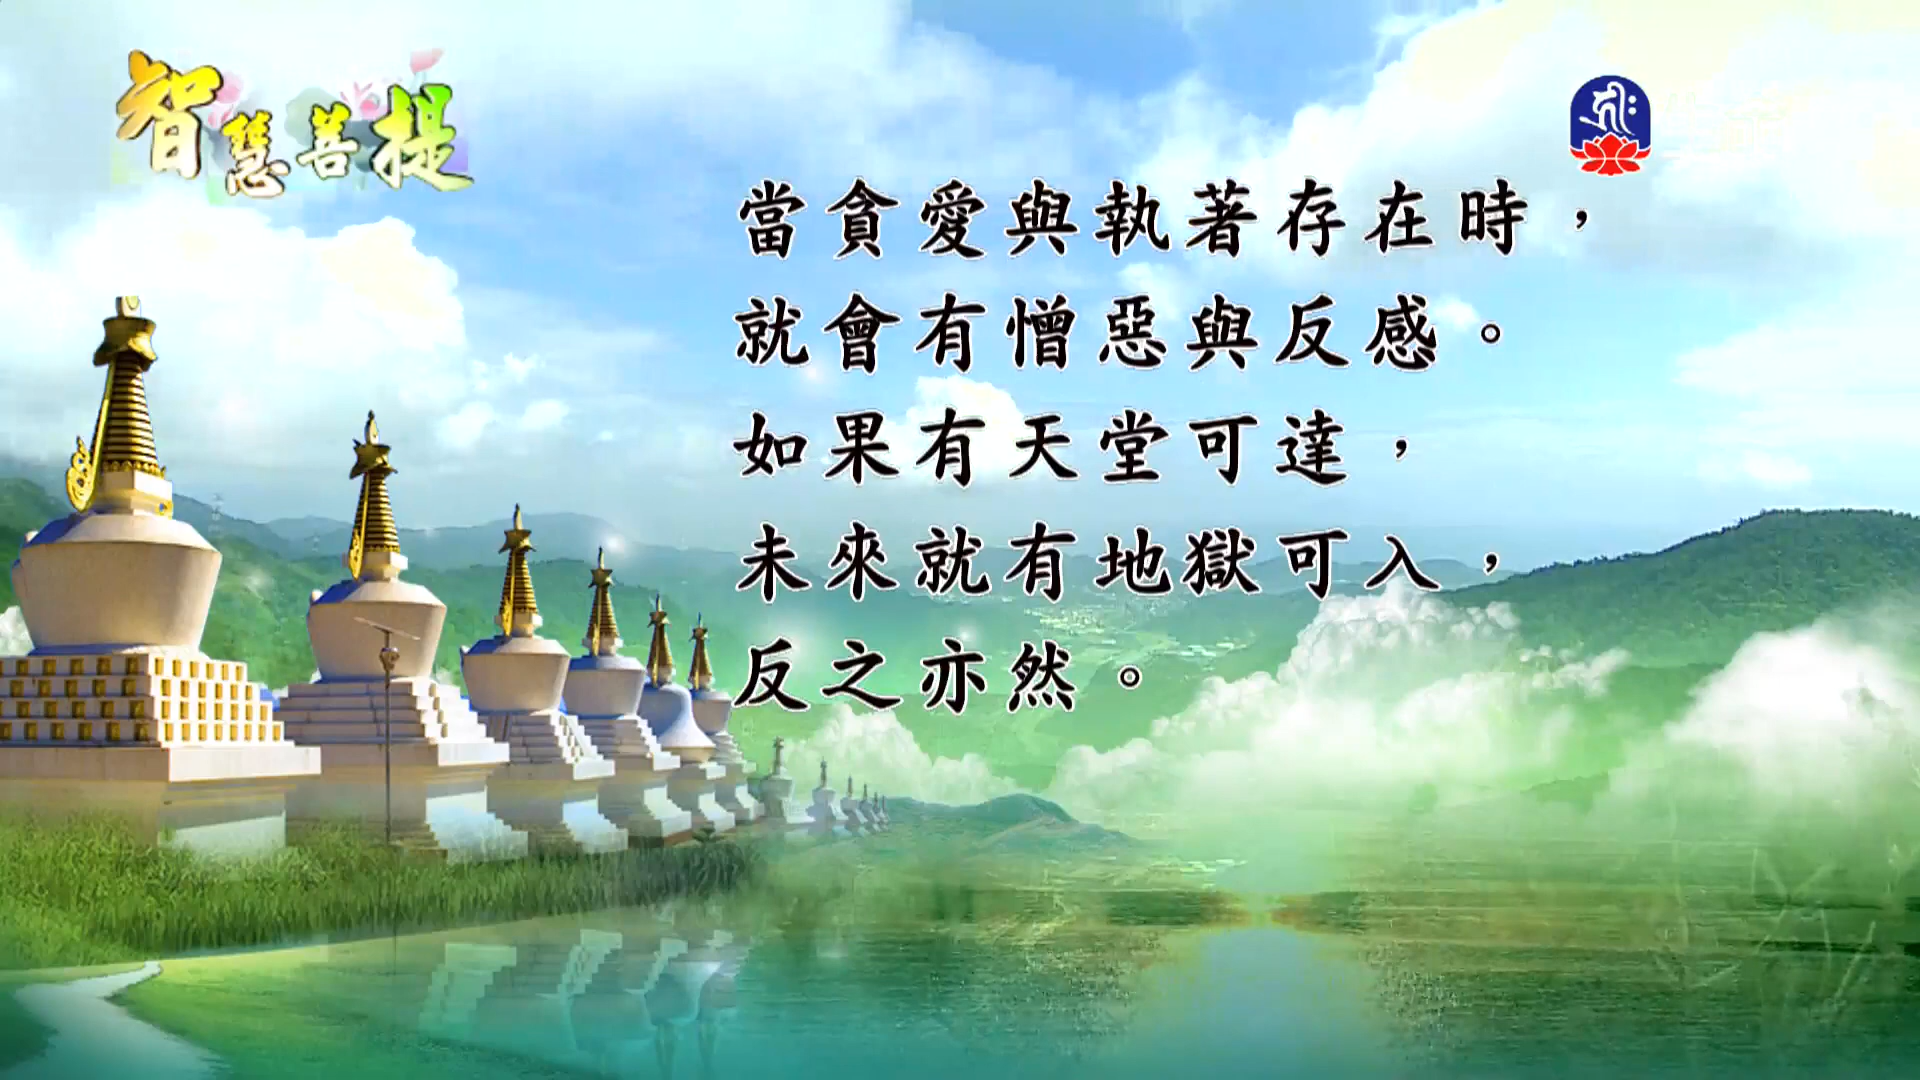 智慧菩提
當貪愛與執著存在時，
就會有憎惡與反感。
如果有天堂可達，
未來就有地獄可入，
反之亦然。